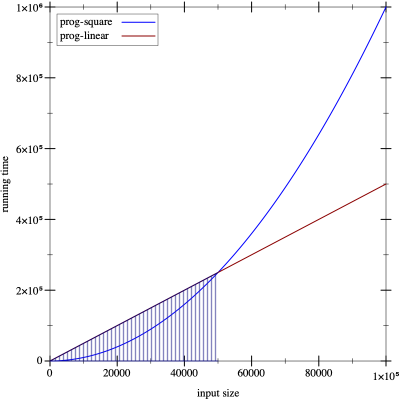 1×10⁶
prog-square
prog-linear
8×10⁵
6×10⁵
running time
4×10⁵
2×10⁵
0
0 20000 40000 60000 80000 1×10⁵
input size